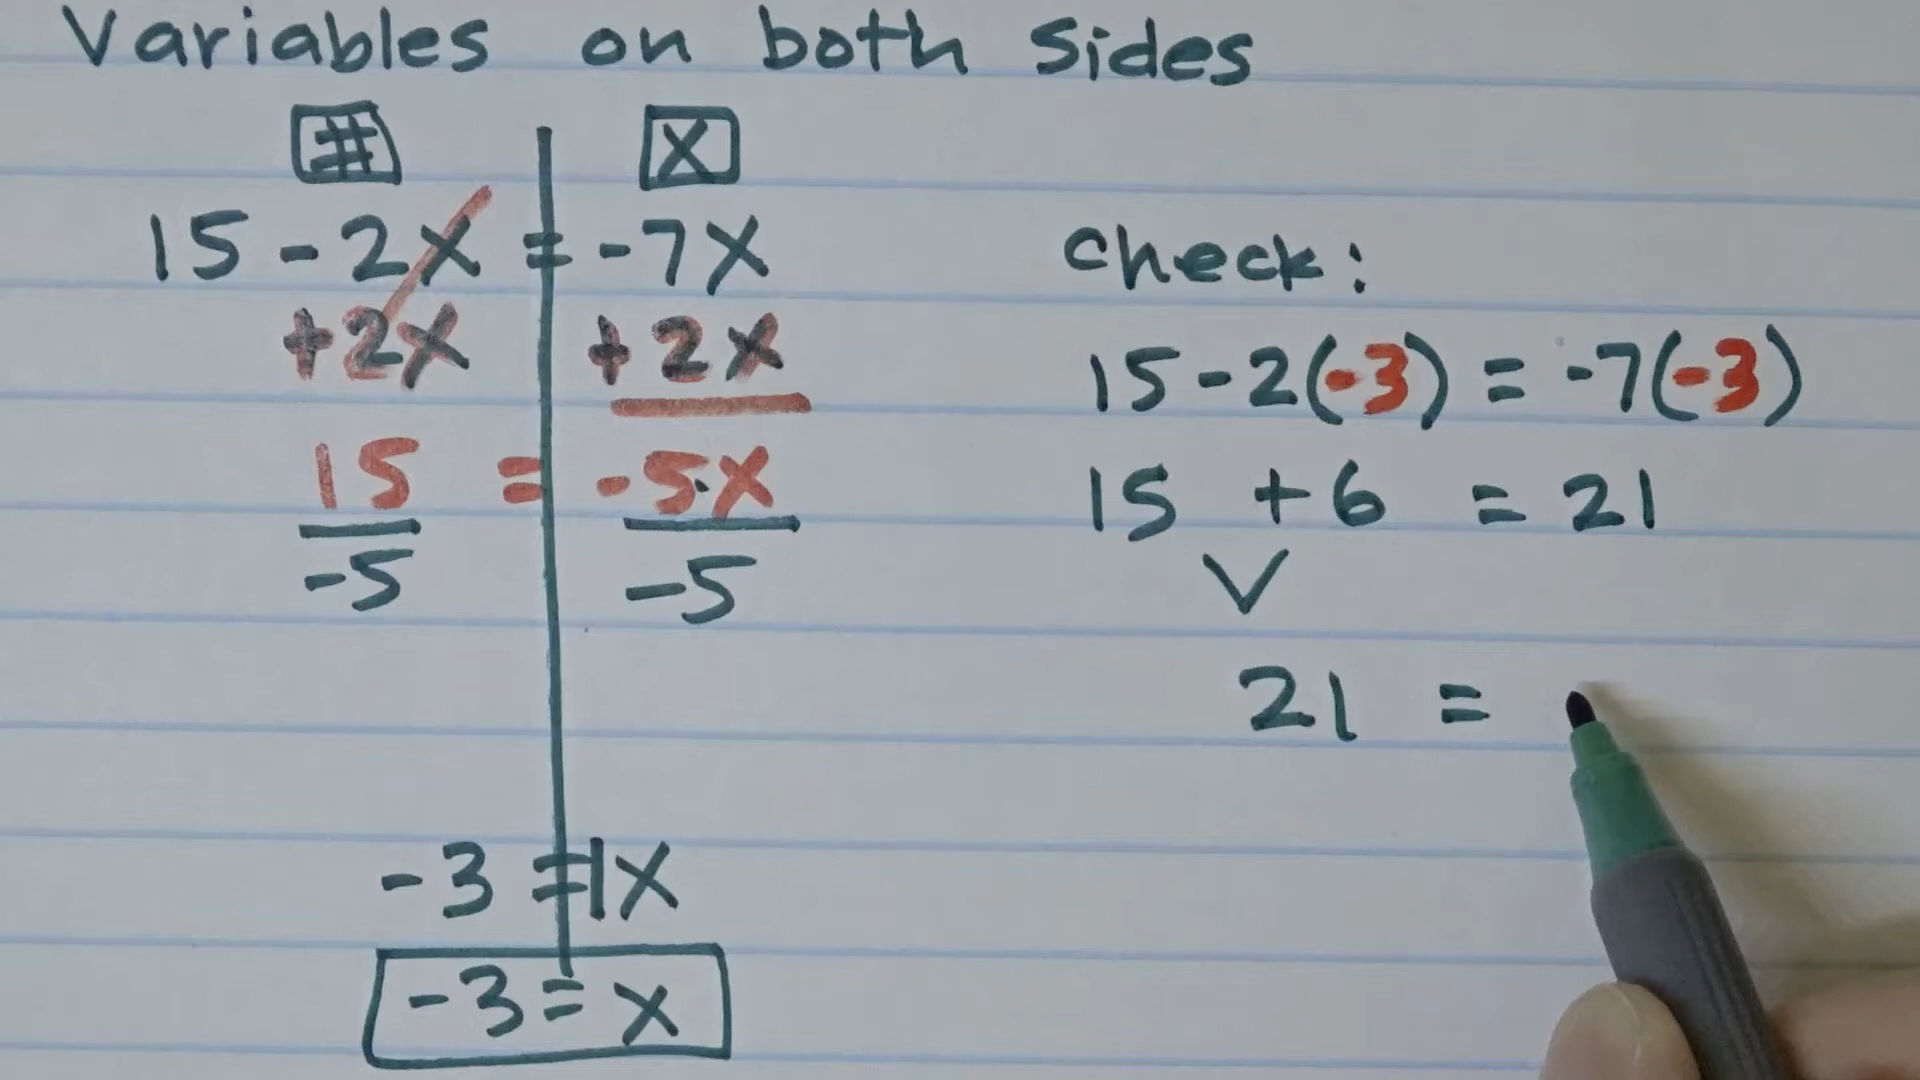 Variables on both sides
#
X
15 - 2x = -7x
+2x +2x
15 = -5·x
-5 -5
-3 = 1x
-3 = x
Check:
15 - 2(-3) = -7(-3)
15 + 6 = 21
21 =